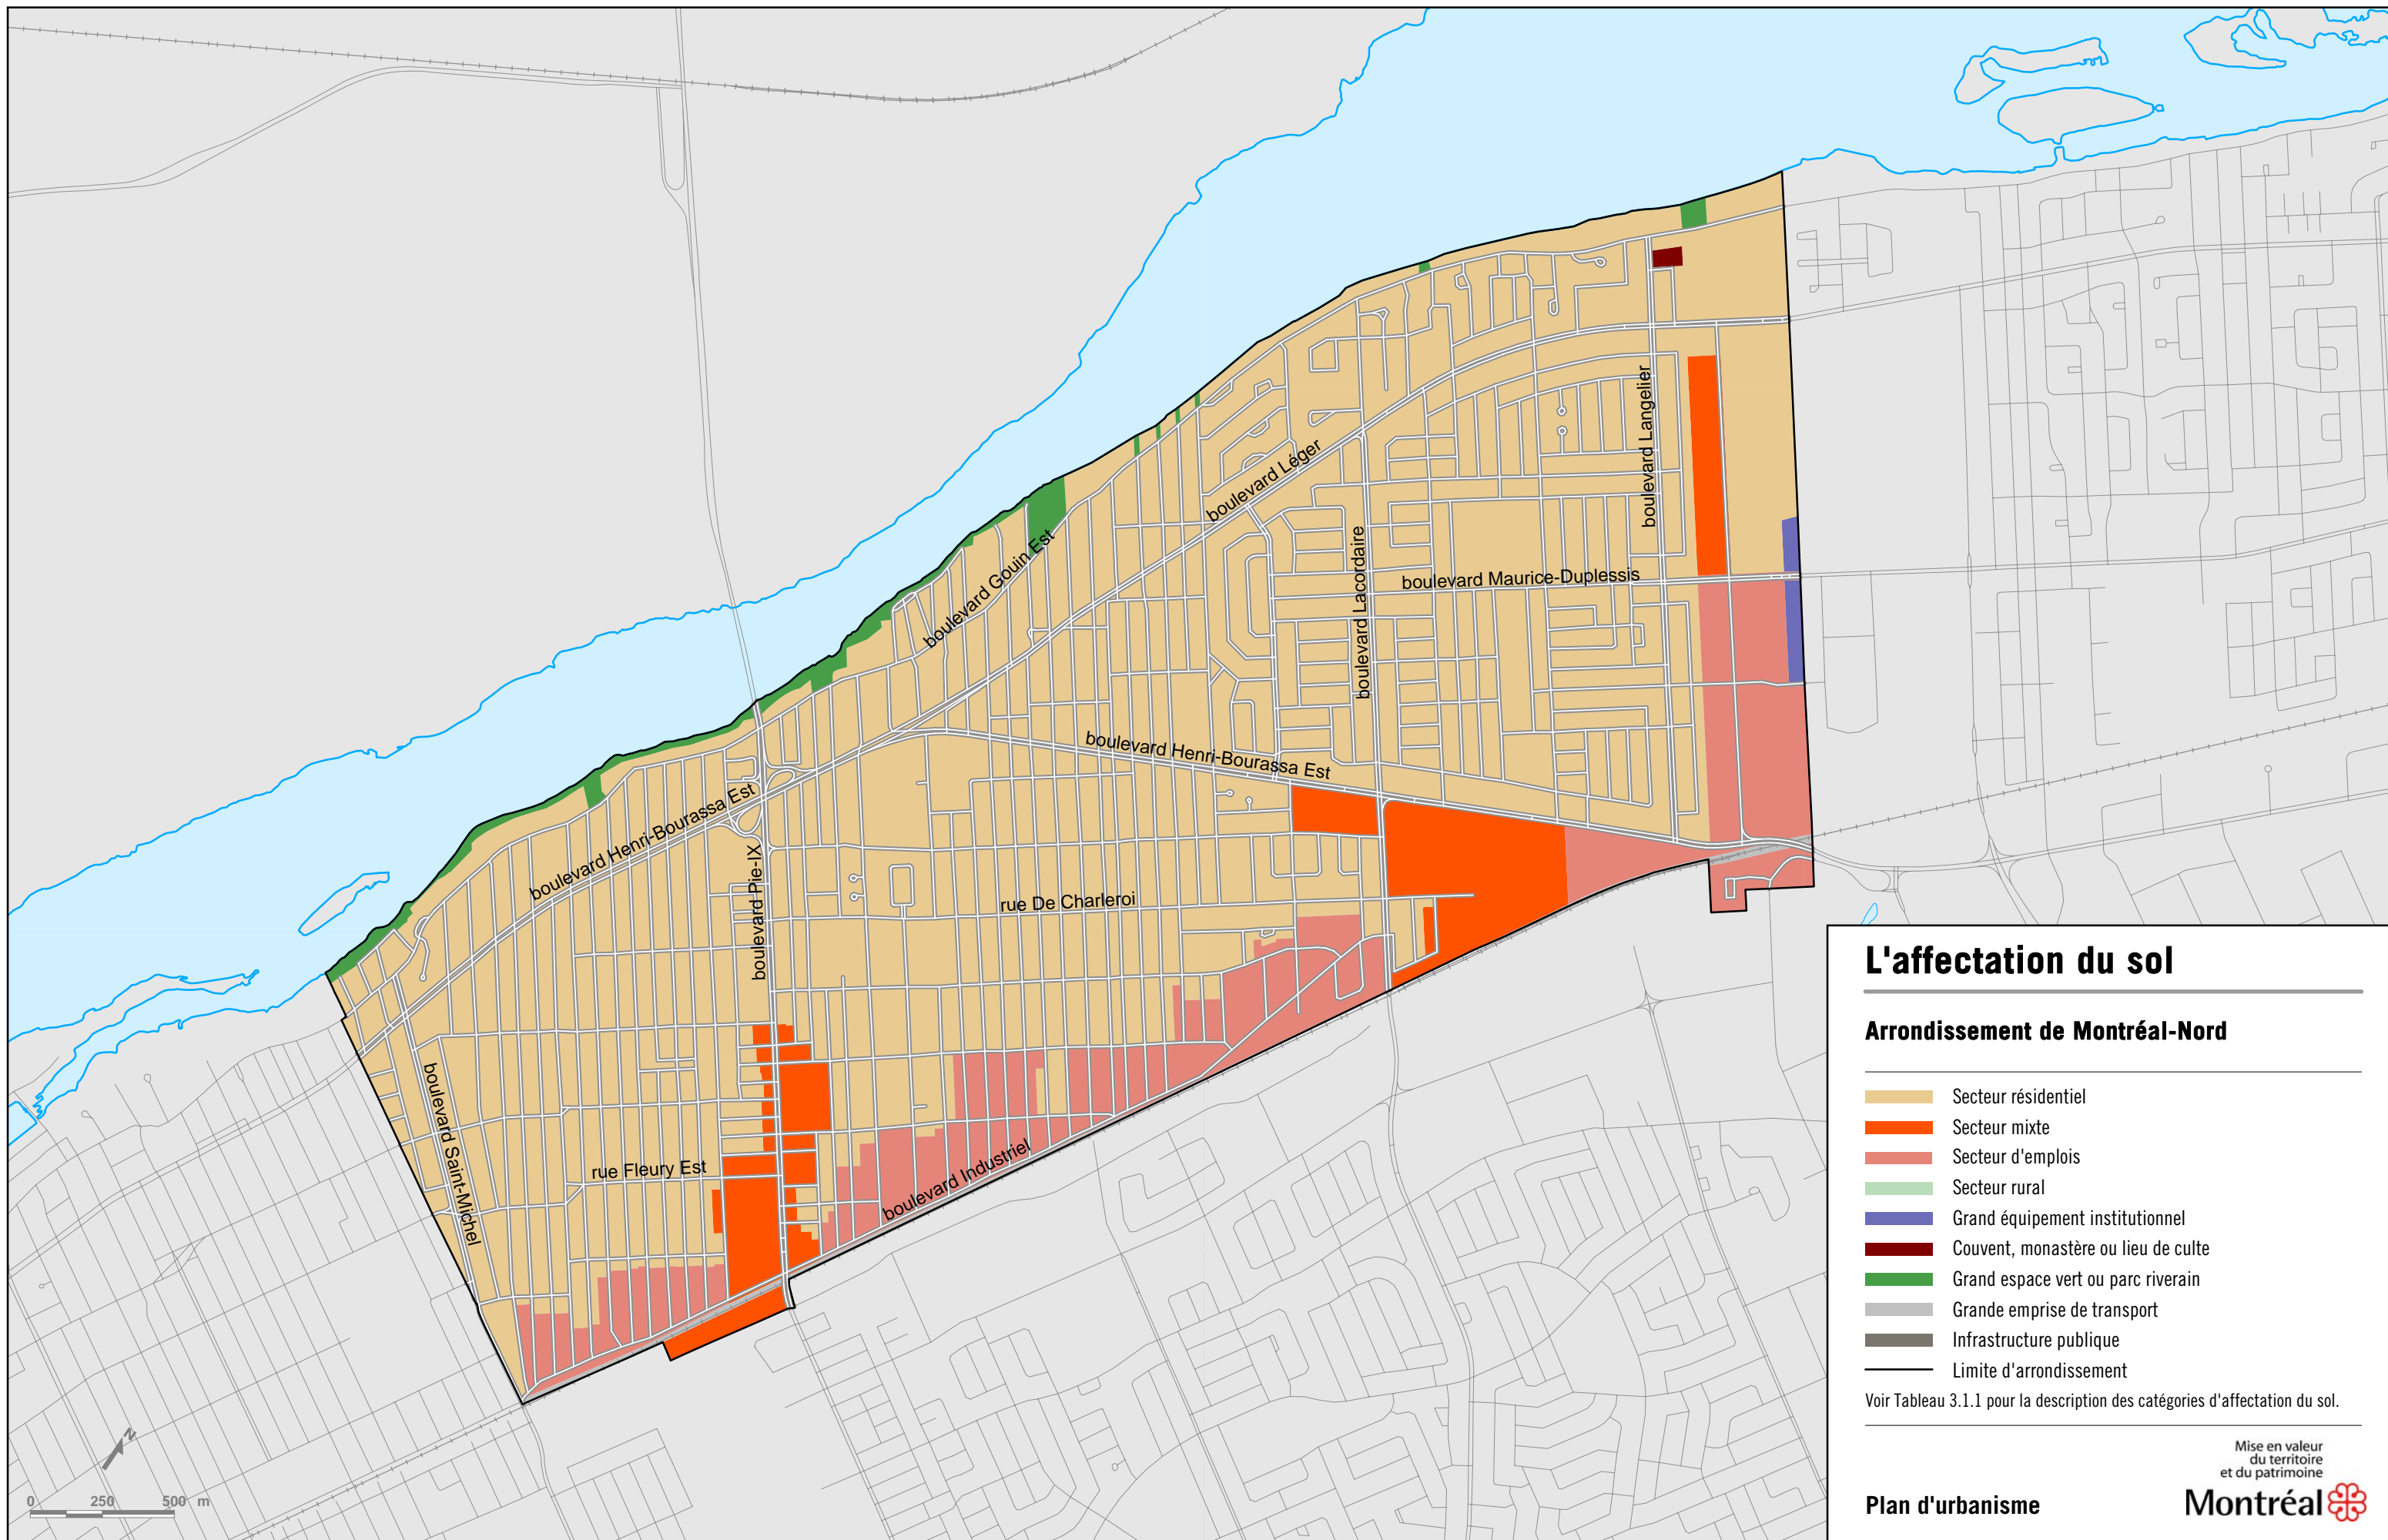 boulevard Langelier
boulevard Léger
boulevard Lacordaire
boulevard Gouin Est
boulevard Maurice-Duplessis
boulevard Henri-Bourassa Est
boulevard Henri-Bourassa Est
boulevard Pie-IX
rue De Charleroi
boulevard Saint-Michel
rue Fleury Est
boulevard Industriel
N
0 250 500 m
L'affectation du sol
Arrondissement de Montréal-Nord
Secteur résidentiel
Secteur mixte
Secteur d'emplois
Secteur rural
Grand équipement institutionnel
Couvent, monastère ou lieu de culte
Grand espace vert ou parc riverain
Grande emprise de transport
Infrastructure publique
Limite d'arrondissement
Voir Tableau 3.1.1 pour la description des catégories d'affectation du sol.
Mise en valeur
du territoire
et du patrimoine
Plan d'urbanisme
Montréal